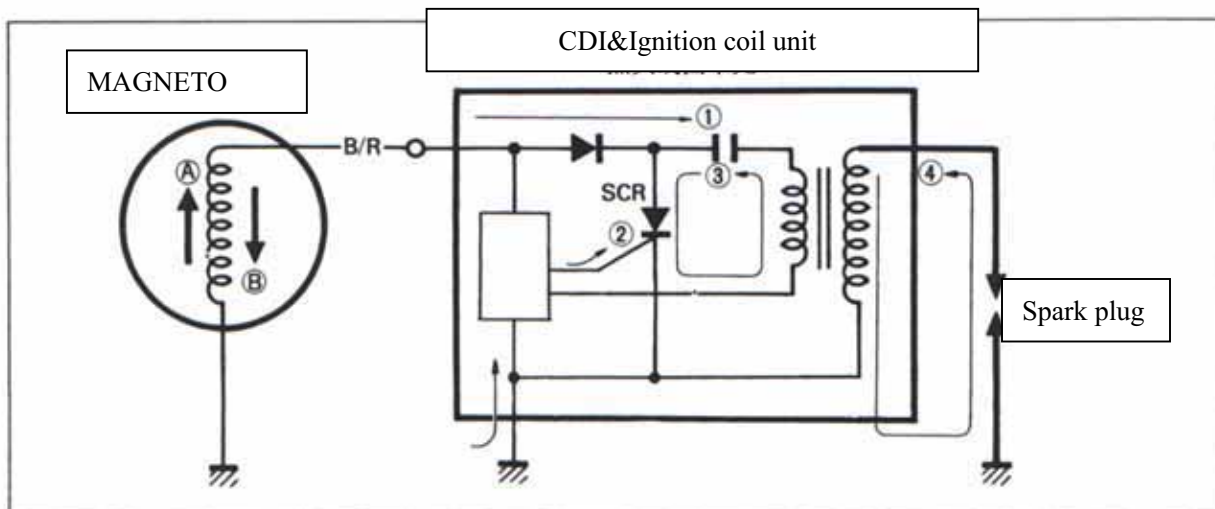 CDI&Ignition coil unit
MAGNETO
①
B/R
Ⓐ
③
④
SCR
②
Ⓑ
Spark plug